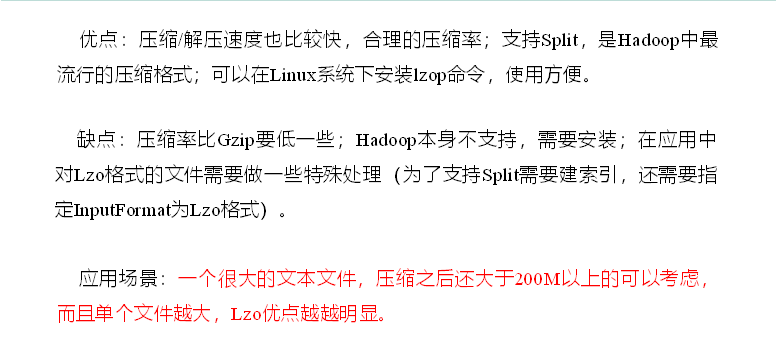 优点：压缩/解压速度也比较快，合理的压缩率；支持Split，是Hadoop中最
流行的压缩格式；可以在Linux系统下安装lzop命令，使用方便。
缺点：压缩率比Gzip要低一些；Hadoop本身不支持，需要安装；在应用中
对Lzo格式的文件需要做一些特殊处理（为了支持Split需要建索引，还需要指
定InputFormat为Lzo格式）。
应用场景：一个很大的文本文件，压缩之后还大于200M以上的可以考虑，
而且单个文件越大，Lzo优点越越明显。